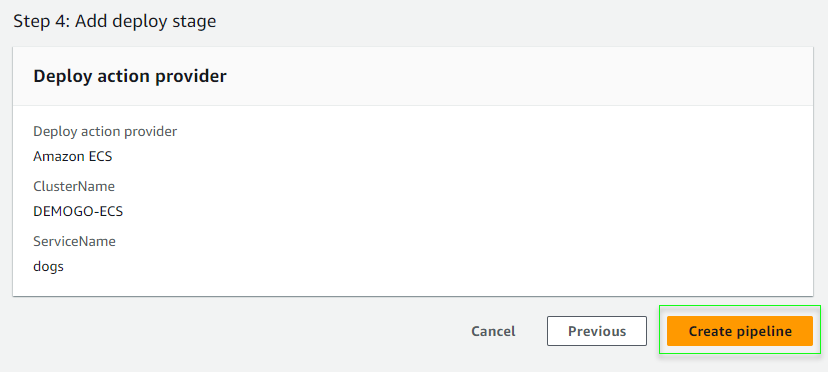 Step 4: Add deploy stage
Deploy action provider
Deploy action provider
Amazon ECS
ClusterName
DEMOGO-ECS
ServiceName
dogs
Cancel Previous Create pipeline